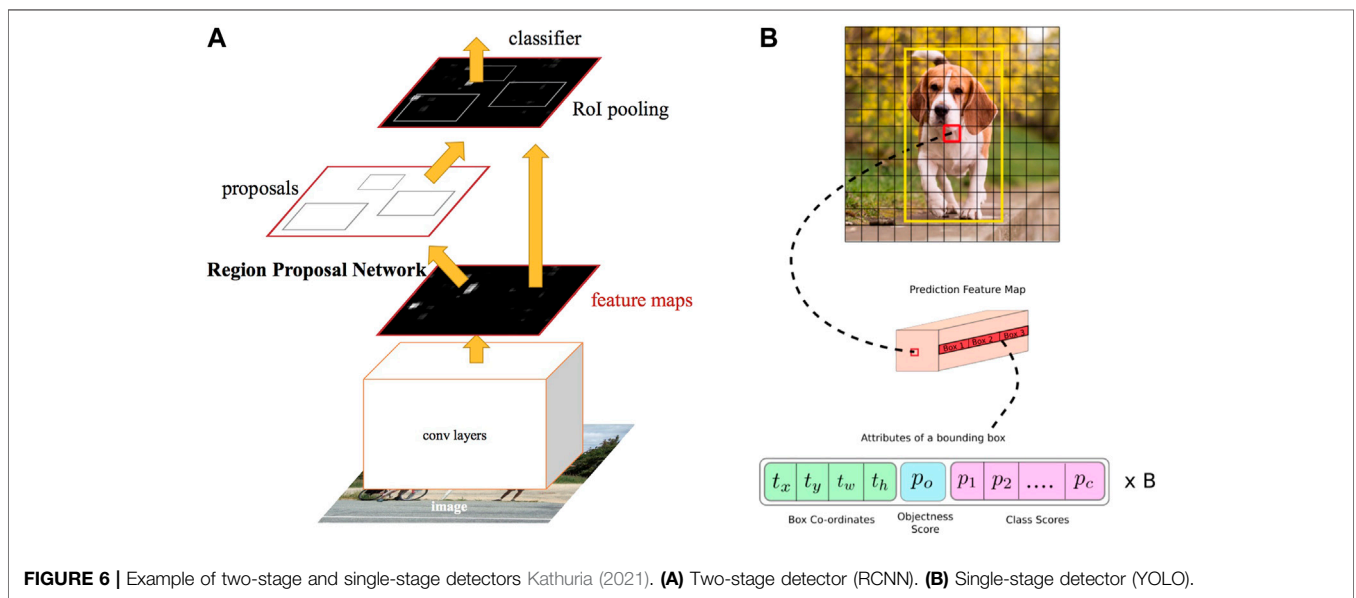 A
classifier
RoI pooling
proposals
Region Proposal Network
feature maps
conv layers
image
B
Prediction Feature Map
Box 1 Box 2 Box 3
Attributes of a bounding box
t_x t_y t_w t_h p_o p_1 p_2 .... p_c x B
Box Co-ordinates Objectness Score Class Scores
FIGURE 6 | Example of two-stage and single-stage detectors Kathuria (2021). (A) Two-stage detector (RCNN). (B) Single-stage detector (YOLO).